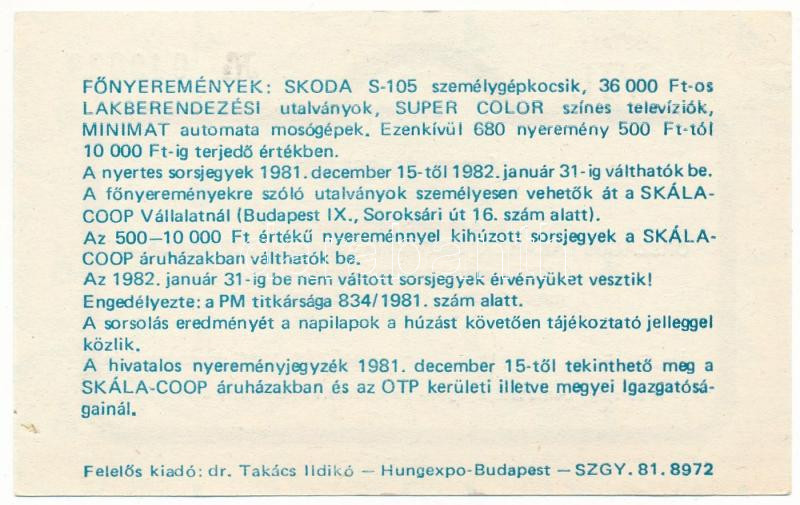 FŐNYEREMÉNYEK: SKODA S-105 személygépkocsik, 36 000 Ft-os
LAKBERENDEZÉSI utalványok, SUPER COLOR színes televíziók,
MINIMAT automata mosógépek. Ezenkívül 680 nyeremény 500 Ft-tól
10 000 Ft-ig terjedő értékben.
A nyertes sorsjegyek 1981. december 15-től 1982. január 31-ig válthatók be.
A főnyereményekre szóló utalványok személyesen vehetők át a SKÁLA-
COOP Vállalatnál (Budapest IX., Soroksári út 16. szám alatt).
Az 500—10 000 Ft értékű nyereménnyel kihúzott sorsjegyek a SKÁLA-
COOP áruházakban válthatók be.
Az 1982. január 31-ig be nem váltott sorsjegyek érvényüket vesztik!
Engedélyezte: a PM titkársága 834/1981. szám alatt.
A sorsolás eredményét a napilapok a húzást követően tájékoztató jelleggel
közlik.
A hivatalos nyereményjegyzék 1981. december 15-től tekinthető meg a
SKÁLA-COOP áruházakban és az OTP kerületi illetve megyei Igazgatósá-
gainál.
Felelős kiadó: dr. Takács Ildikó — Hungexpo-Budapest — SZGY. 81. 8972